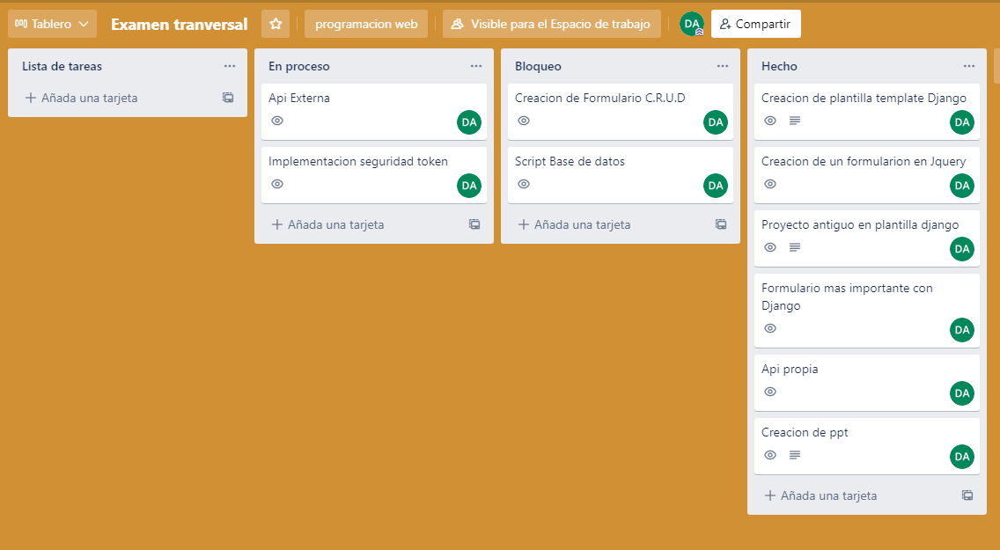 Tablero
Examen tranversal
programacion web
Visible para el Espacio de trabajo
DA
Compartir
Lista de tareas
Añada una tarjeta
En proceso
Api Externa
DA
Implementacion seguridad token
DA
Añada una tarjeta
Bloqueo
Creacion de Formulario C.R.U.D
DA
Script Base de datos
DA
Añada una tarjeta
Hecho
Creacion de plantilla template Django
DA
Creacion de un formularion en Jquery
DA
Proyecto antiguo en plantilla django
DA
Formulario mas importante con
Django
DA
Api propia
DA
Creacion de ppt
DA
Añada una tarjeta